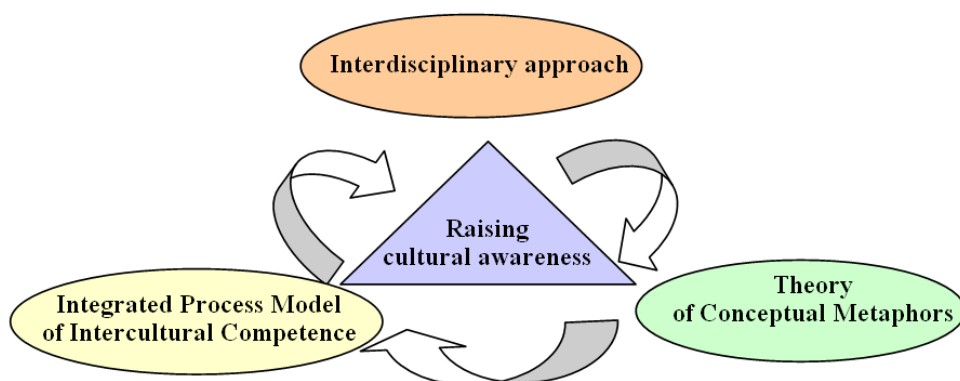 Interdisciplinary approach
Raising
cultural awareness
Integrated Process Model
of Intercultural Competence
Theory
of Conceptual Metaphors